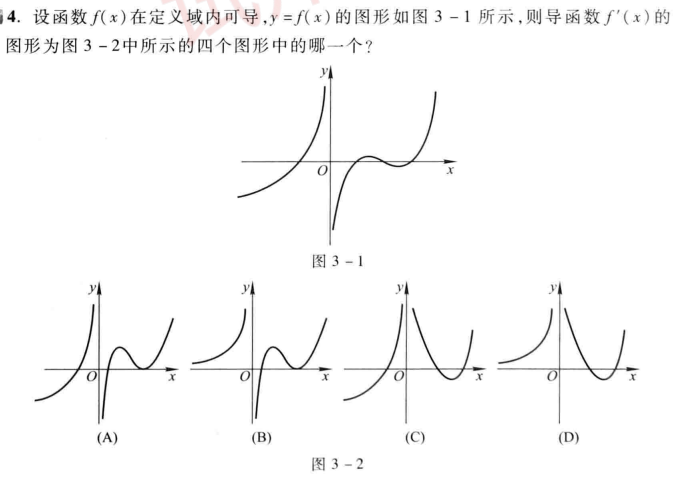 4. 设函数 f(x) 在定义域内可导,y=f(x) 的图形如图 3-1 所示,则导函数 f′(x) 的
图形为图 3-2中所示的四个图形中的哪一个?
y
O
x
图 3-1
y
O
x
y
O
x
y
O
x
y
O
x
(A)
(B)
(C)
(D)
图 3-2